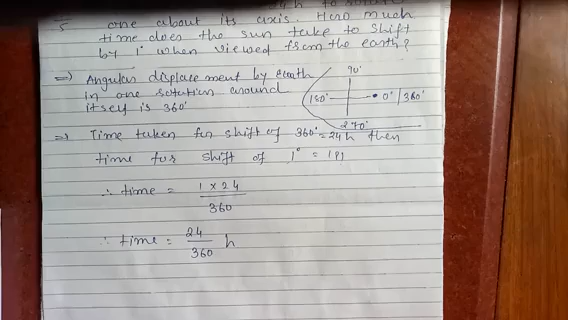 5
one about its axis. How much
time does the sun take to shift
by 1° when viewed from the earth?
⇒ Angular displacement by Earth
in one rotation around
itself is 360°
90°
180°
0°/360°
270°
⇒ Time taken for shift of 360° = 24h then
time for shift of 1° =
∴ time = 1 x 24 / 360
∴ time = 24 / 360 h